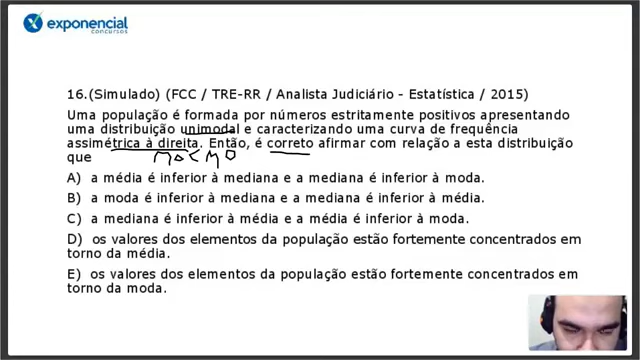 exponencial
concursos
16.(Simulado) (FCC / TRE-RR / Analista Judiciário - Estatística / 2015)
Uma população é formada por números estritamente positivos apresentando
uma distribuição unimodal e caracterizando uma curva de frequência
assimétrica à direita. Então, é correto afirmar com relação a esta distribuição
que
MO < MD
A) a média é inferior à mediana e a mediana é inferior à moda.
B) a moda é inferior à mediana e a mediana é inferior à média.
C) a mediana é inferior à média e a média é inferior à moda.
D) os valores dos elementos da população estão fortemente concentrados em
torno da média.
E) os valores dos elementos da população estão fortemente concentrados em
torno da moda.